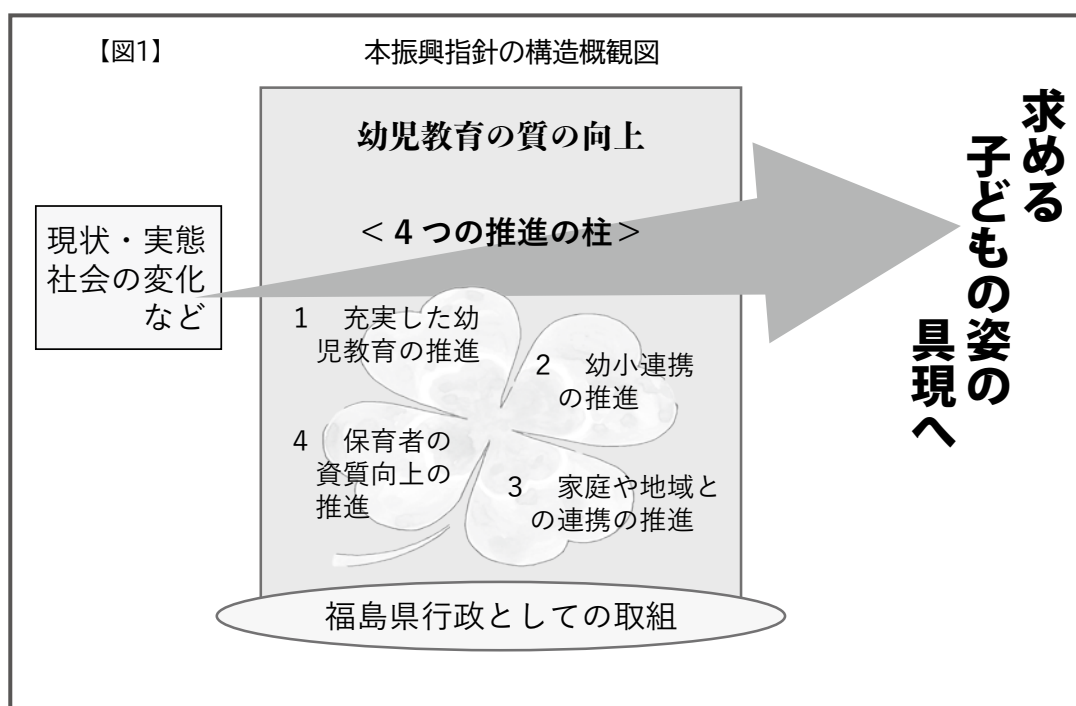 【図1】
本振興指針の構造概観図
幼児教育の質の向上
<４つの推進の柱>
現状・実態
社会の変化
など
1　充実した幼
児教育の推進
2　幼小連携
の推進
3　家庭や地域と
の連携の推進
4　保育者の
資質向上の
推進
福島県行政としての取組
求める
子どもの姿の
具現へ